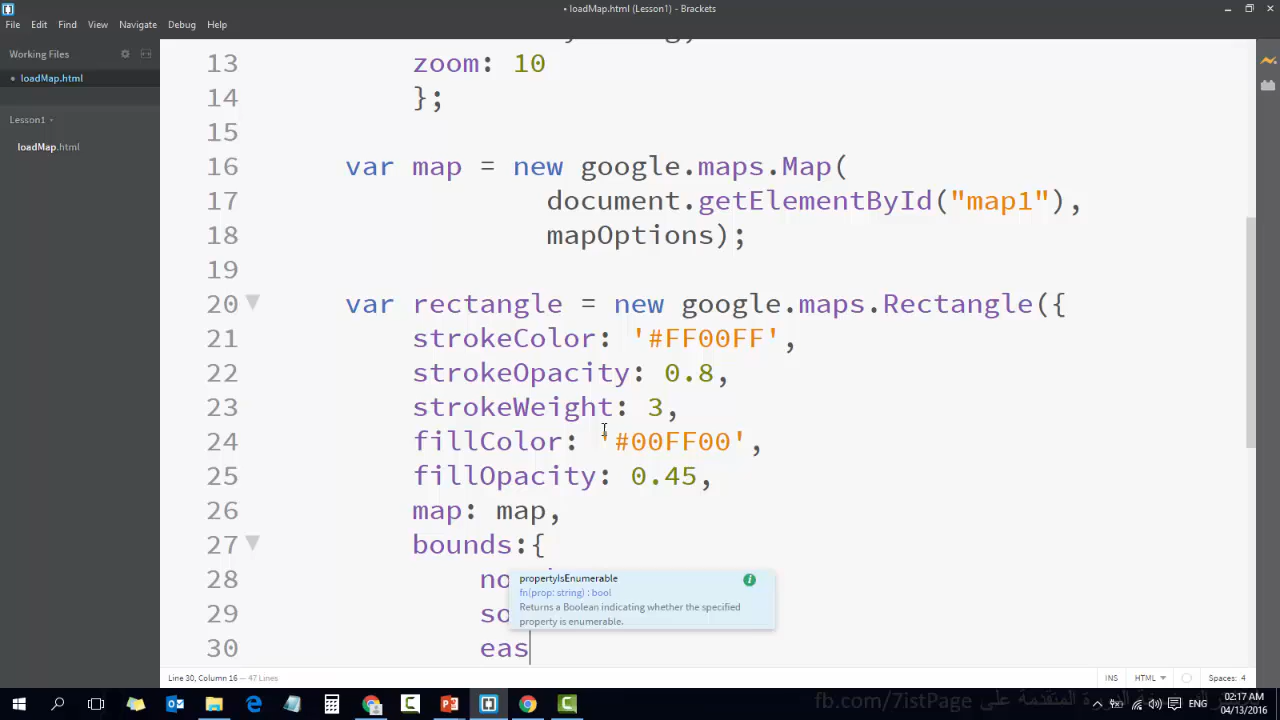 • loadMap.html (Lesson1) - Brackets
File Edit Find View Navigate Debug Help
Working Files
• loadMap.html
Lesson1
loadMap.html
13 zoom: 10
14 };
15
16 var map = new google.maps.Map(
17 document.getElementById("map1"),
18 mapOptions);
19
20 var rectangle = new google.maps.Rectangle({
21 strokeColor: '#FF00FF',
22 strokeOpacity: 0.8,
23 strokeWeight: 3,
24 fillColor: '#00FF00',
25 fillOpacity: 0.45,
26 map: map,
27 bounds:{
28 no
propertyIsEnumerable
fn(prop: string) : bool
Returns a Boolean indicating whether the specified
property is enumerable.
29 so
30 eas
Line 30, Column 16 — 47 Lines
INS HTML Spaces: 4
fb.com/7istPage الدورة المتقدمة على
ENG
02:17 AM
04/13/2016